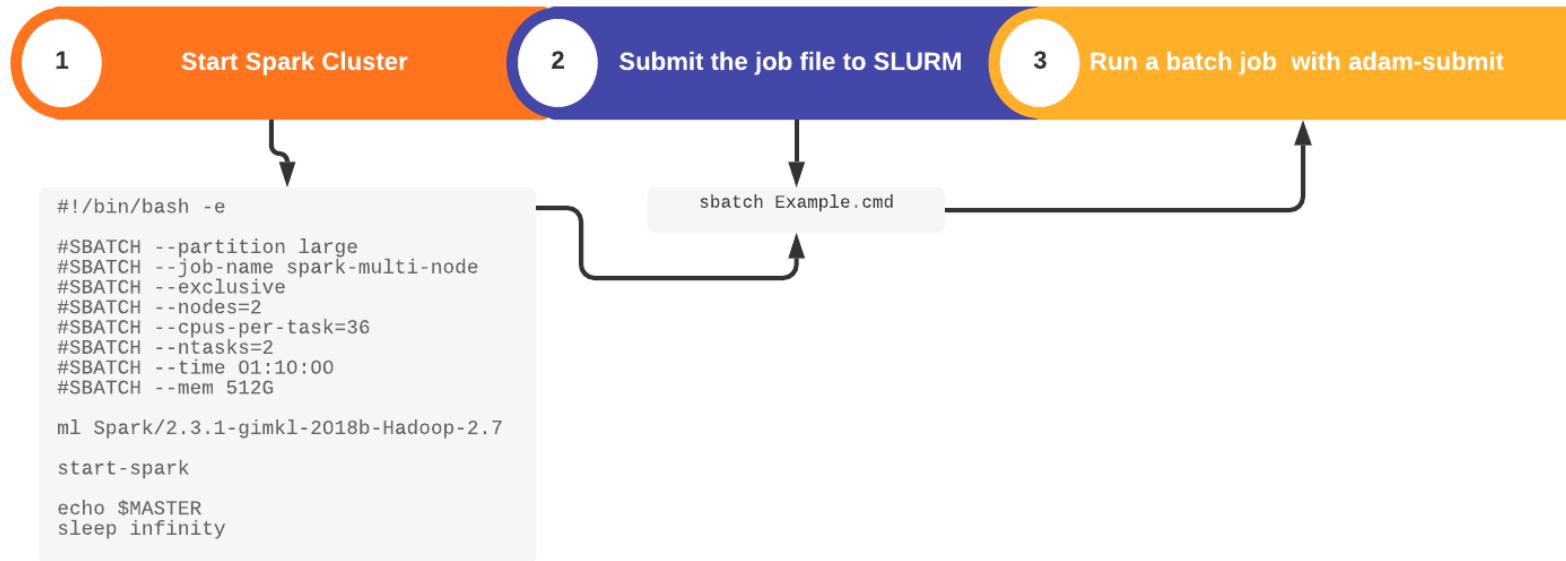 1
Start Spark Cluster
2
Submit the job file to SLURM
3
Run a batch job  with adam-submit
#!/bin/bash -e
#SBATCH --partition large
#SBATCH --job-name spark-multi-node
#SBATCH --exclusive
#SBATCH --nodes=2
#SBATCH --cpus-per-task=36
#SBATCH --ntasks=2
#SBATCH --time 01:10:00
#SBATCH --mem 512G
ml Spark/2.3.1-gimkl-2018b-Hadoop-2.7
start-spark
echo $MASTER
sleep infinity
sbatch Example.cmd